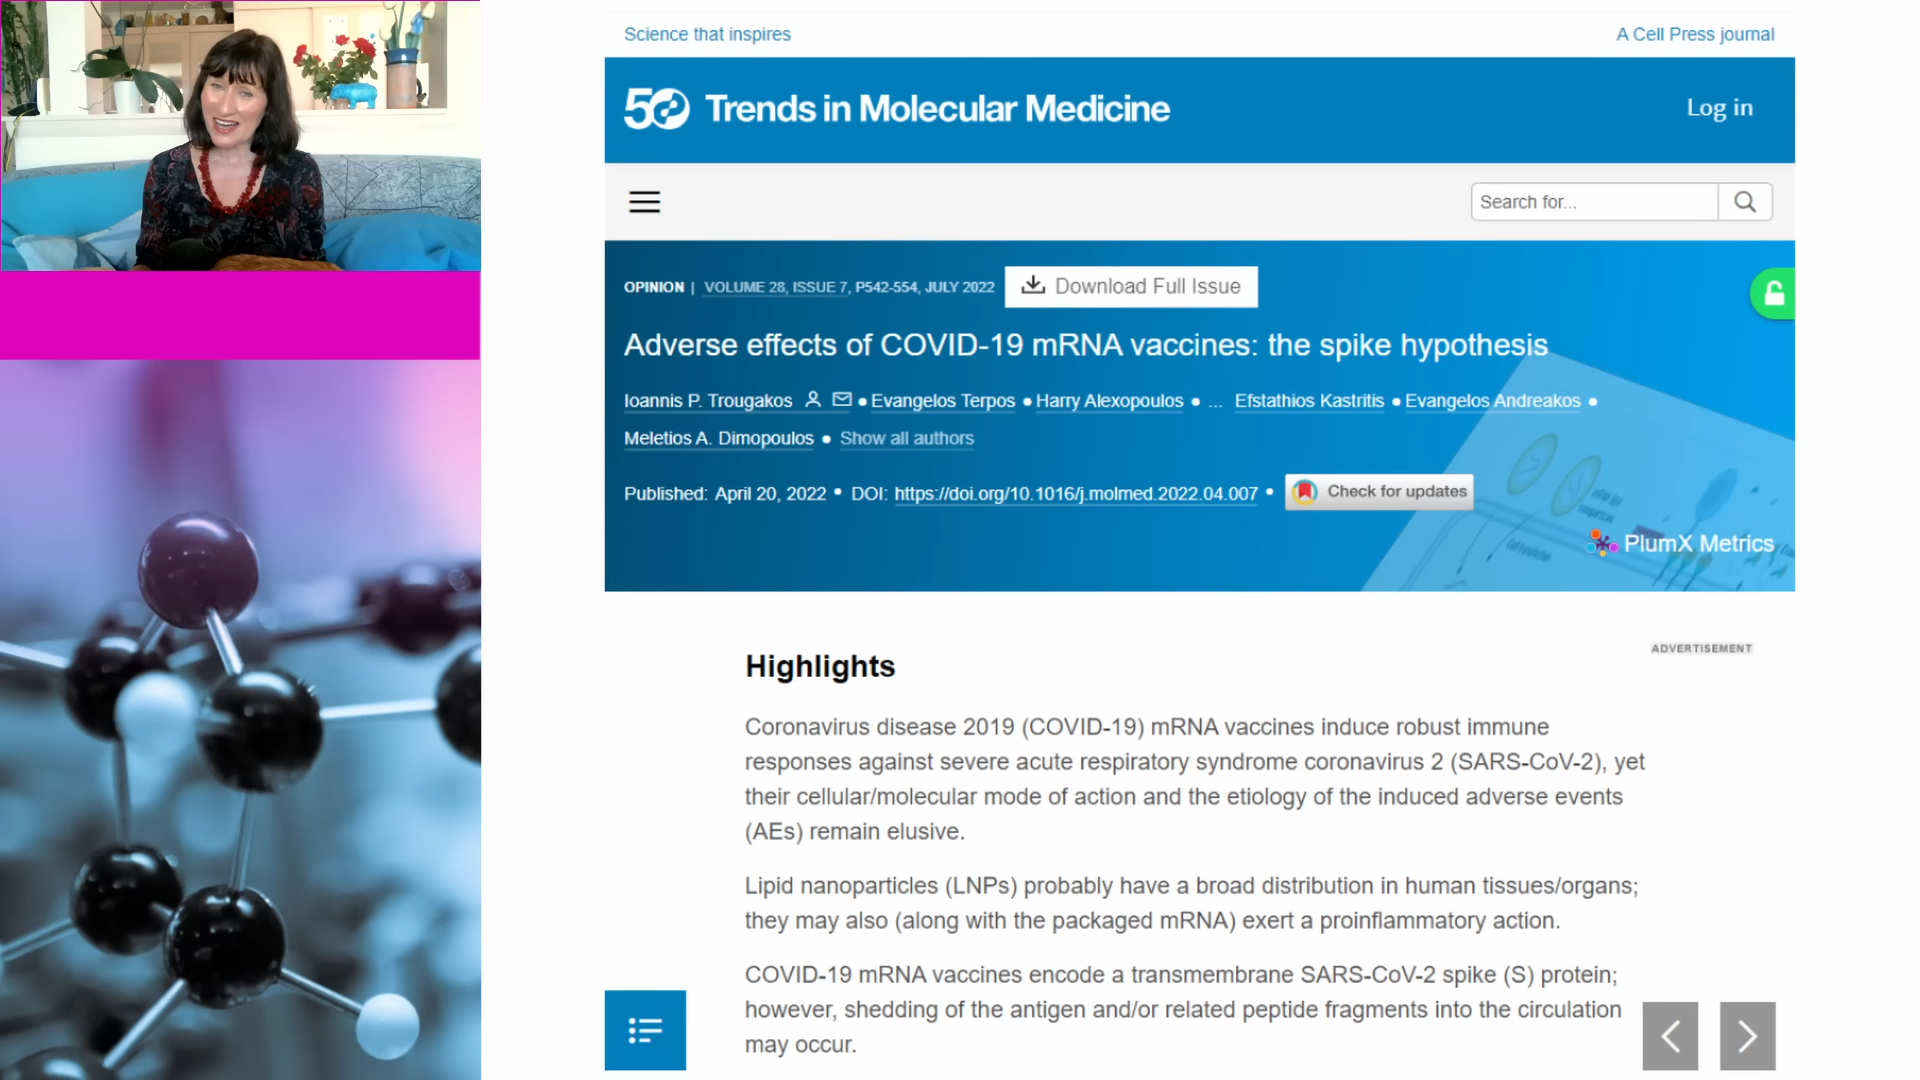 Science that inspires
A Cell Press journal
50 Trends in Molecular Medicine
Log in
Search for...
OPINION | VOLUME 28, ISSUE 7, P542-554, JULY 2022
Download Full Issue
Adverse effects of COVID-19 mRNA vaccines: the spike hypothesis
Ioannis P. Trougakos • Evangelos Terpos • Harry Alexopoulos • ... Efstathios Kastritis • Evangelos Andreakos •
Meletios A. Dimopoulos • Show all authors
Published: April 20, 2022 • DOI: https://doi.org/10.1016/j.molmed.2022.04.007 •
Check for updates
PlumX Metrics
Highlights
ADVERTISEMENT
Coronavirus disease 2019 (COVID-19) mRNA vaccines induce robust immune
responses against severe acute respiratory syndrome coronavirus 2 (SARS-CoV-2), yet
their cellular/molecular mode of action and the etiology of the induced adverse events
(AEs) remain elusive.
Lipid nanoparticles (LNPs) probably have a broad distribution in human tissues/organs;
they may also (along with the packaged mRNA) exert a proinflammatory action.
COVID-19 mRNA vaccines encode a transmembrane SARS-CoV-2 spike (S) protein;
however, shedding of the antigen and/or related peptide fragments into the circulation
may occur.